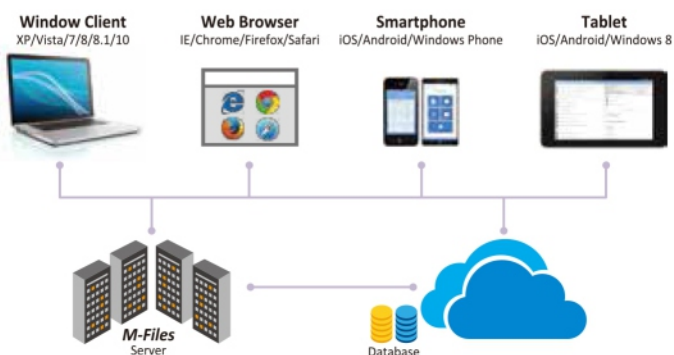 Window Client
XP/Vista/7/8/8.1/10
Web Browser
IE/Chrome/Firefox/Safari
Smartphone
iOS/Android/Windows Phone
Tablet
iOS/Android/Windows 8
M-Files
Server
Database